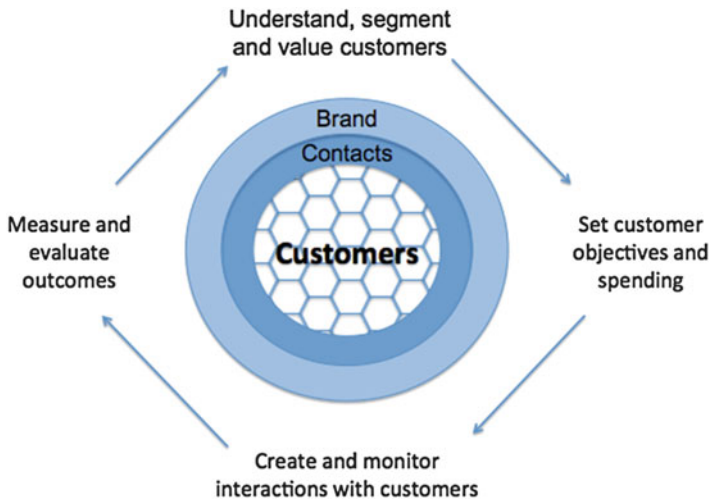 Understand, segment
and value customers
Brand
Contacts
Customers
Measure and
evaluate
outcomes
Set customer
objectives and
spending
Create and monitor
interactions with customers